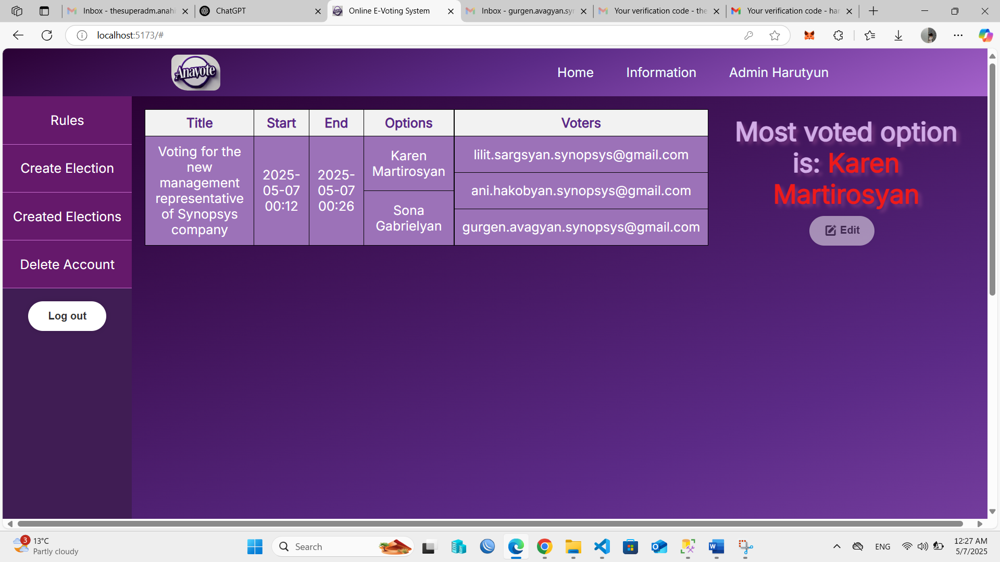 Inbox - thesuperadm.anahi
ChatGPT
Online E-Voting System
Inbox - gurgen.avagyan.syn
Your verification code - the
Your verification code - har
localhost:5173/#
Anavote
Home
Information
Admin Harutyun
Rules
Create Election
Created Elections
Delete Account
Log out
Title
Start
End
Options
Voters
Voting for the
new
management
representative
of Synopsys
company
2025-
05-07
00:12
2025-
05-07
00:26
Karen
Martirosyan
Sona
Gabrielyan
lilit.sargsyan.synopsys@gmail.com
ani.hakobyan.synopsys@gmail.com
gurgen.avagyan.synopsys@gmail.com
Most voted option
is: Karen
Martirosyan
Edit
3
13°C
Partly cloudy
Search
ENG
12:27 AM
5/7/2025